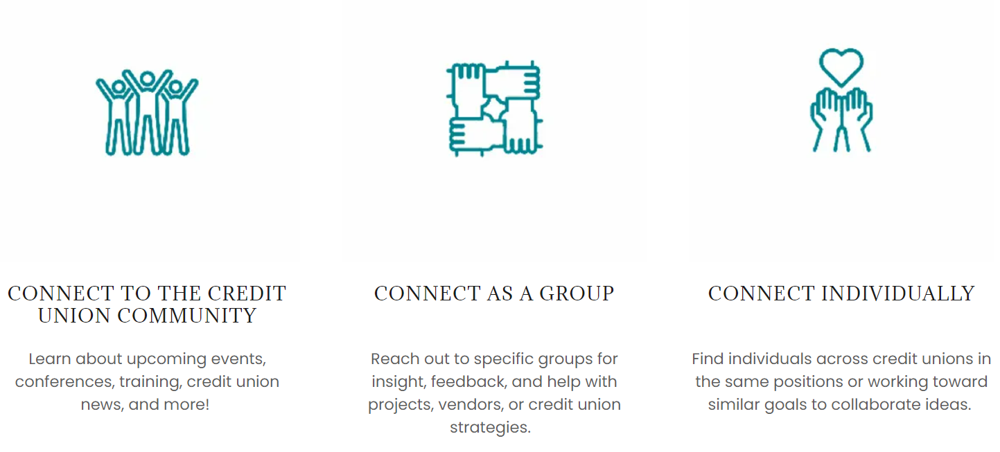 CONNECT TO THE CREDIT
UNION COMMUNITY
Learn about upcoming events,
conferences, training, credit union
news, and more!
CONNECT AS A GROUP
Reach out to specific groups for
insight, feedback, and help with
projects, vendors, or credit union
strategies.
CONNECT INDIVIDUALLY
Find individuals across credit unions in
the same positions or working toward
similar goals to collaborate ideas.